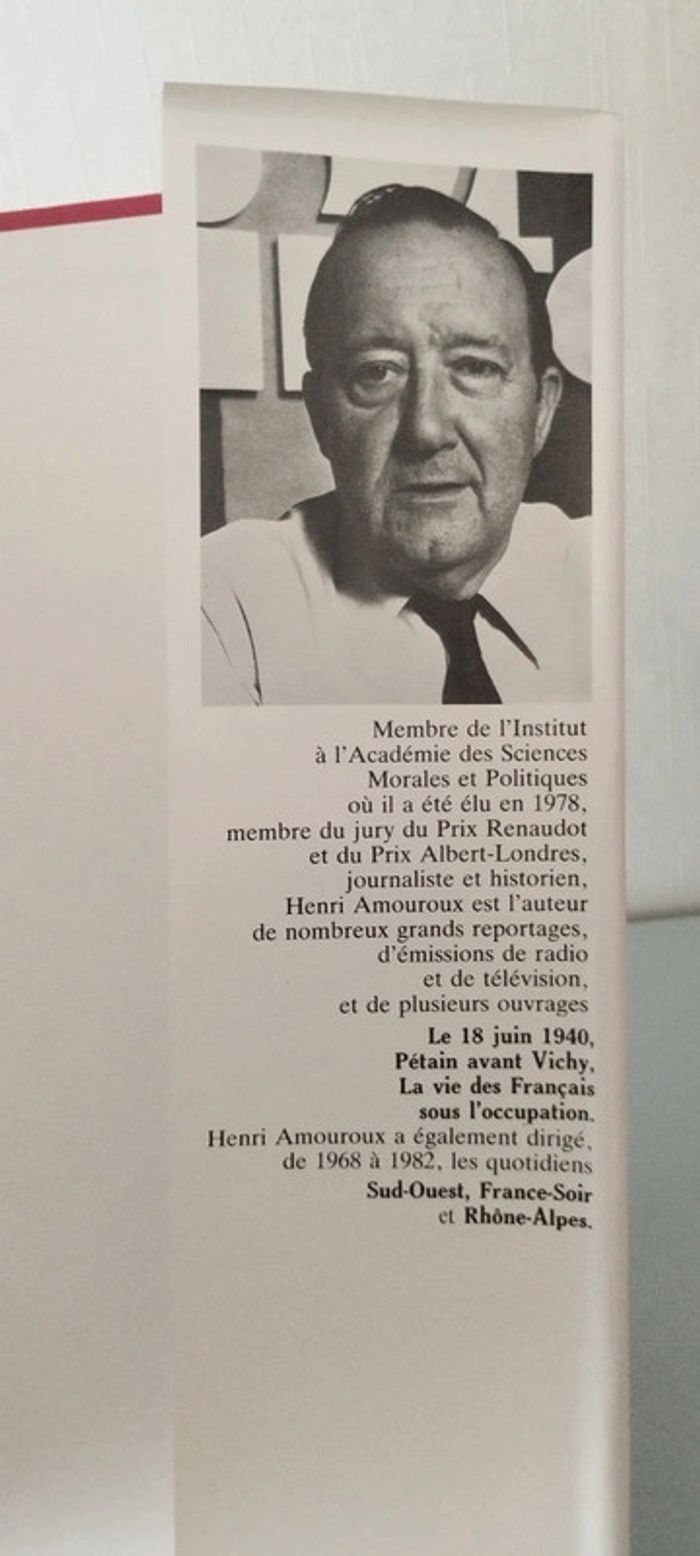 Membre de l'Institut
à l'Académie des Sciences
Morales et Politiques
où il a été élu en 1978,
membre du jury du Prix Renaudot
et du Prix Albert-Londres,
journaliste et historien,
Henri Amouroux est l'auteur
de nombreux grands reportages,
d'émissions de radio
et de télévision,
et de plusieurs ouvrages
Le 18 juin 1940,
Pétain avant Vichy,
La vie des Français
sous l'occupation.
Henri Amouroux a également dirigé,
de 1968 à 1982, les quotidiens
Sud-Ouest, France-Soir
et Rhône-Alpes.